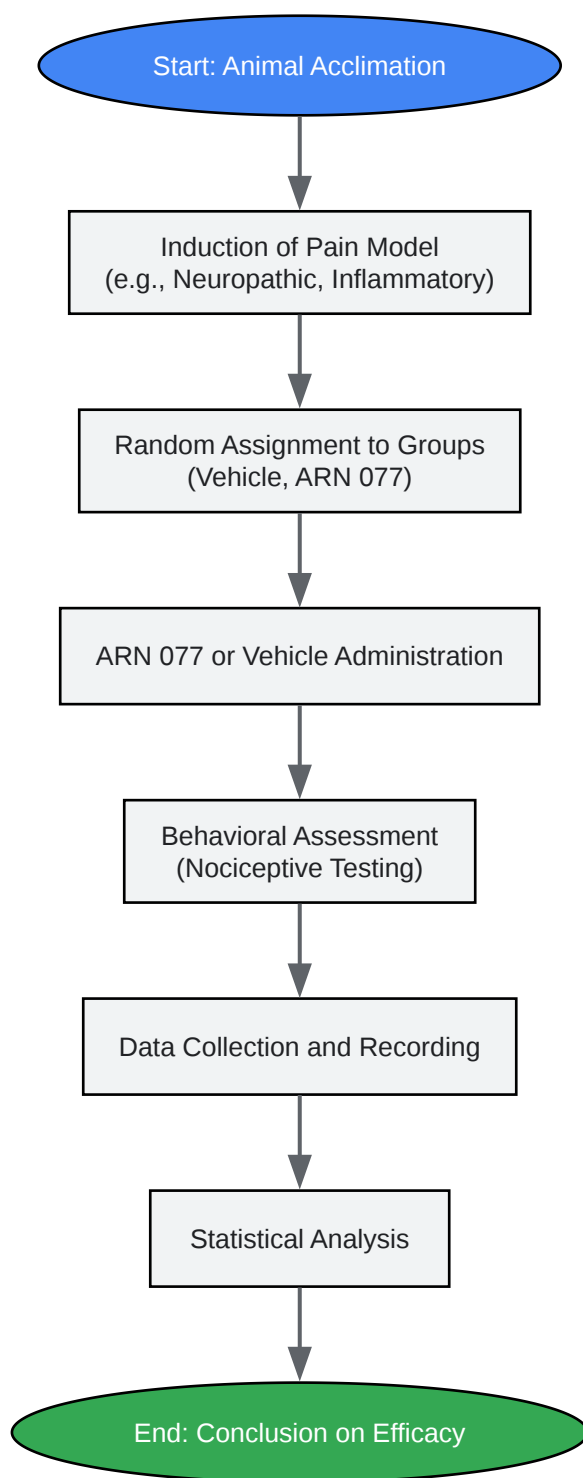 Start: Animal Acclimation
Induction of Pain Model
(e.g., Neuropathic, Inflammatory)
Random Assignment to Groups
(Vehicle, ARN 077)
ARN 077 or Vehicle Administration
Behavioral Assessment
(Nociceptive Testing)
Data Collection and Recording
Statistical Analysis
End: Conclusion on Efficacy